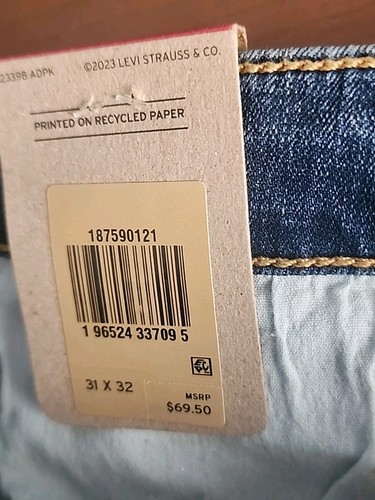 23398 ADPK ©2023 LEVI STRAUSS & CO.
PRINTED ON RECYCLED PAPER
187590121
1 96524 33709 5
31 X 32
MSRP
$69.50